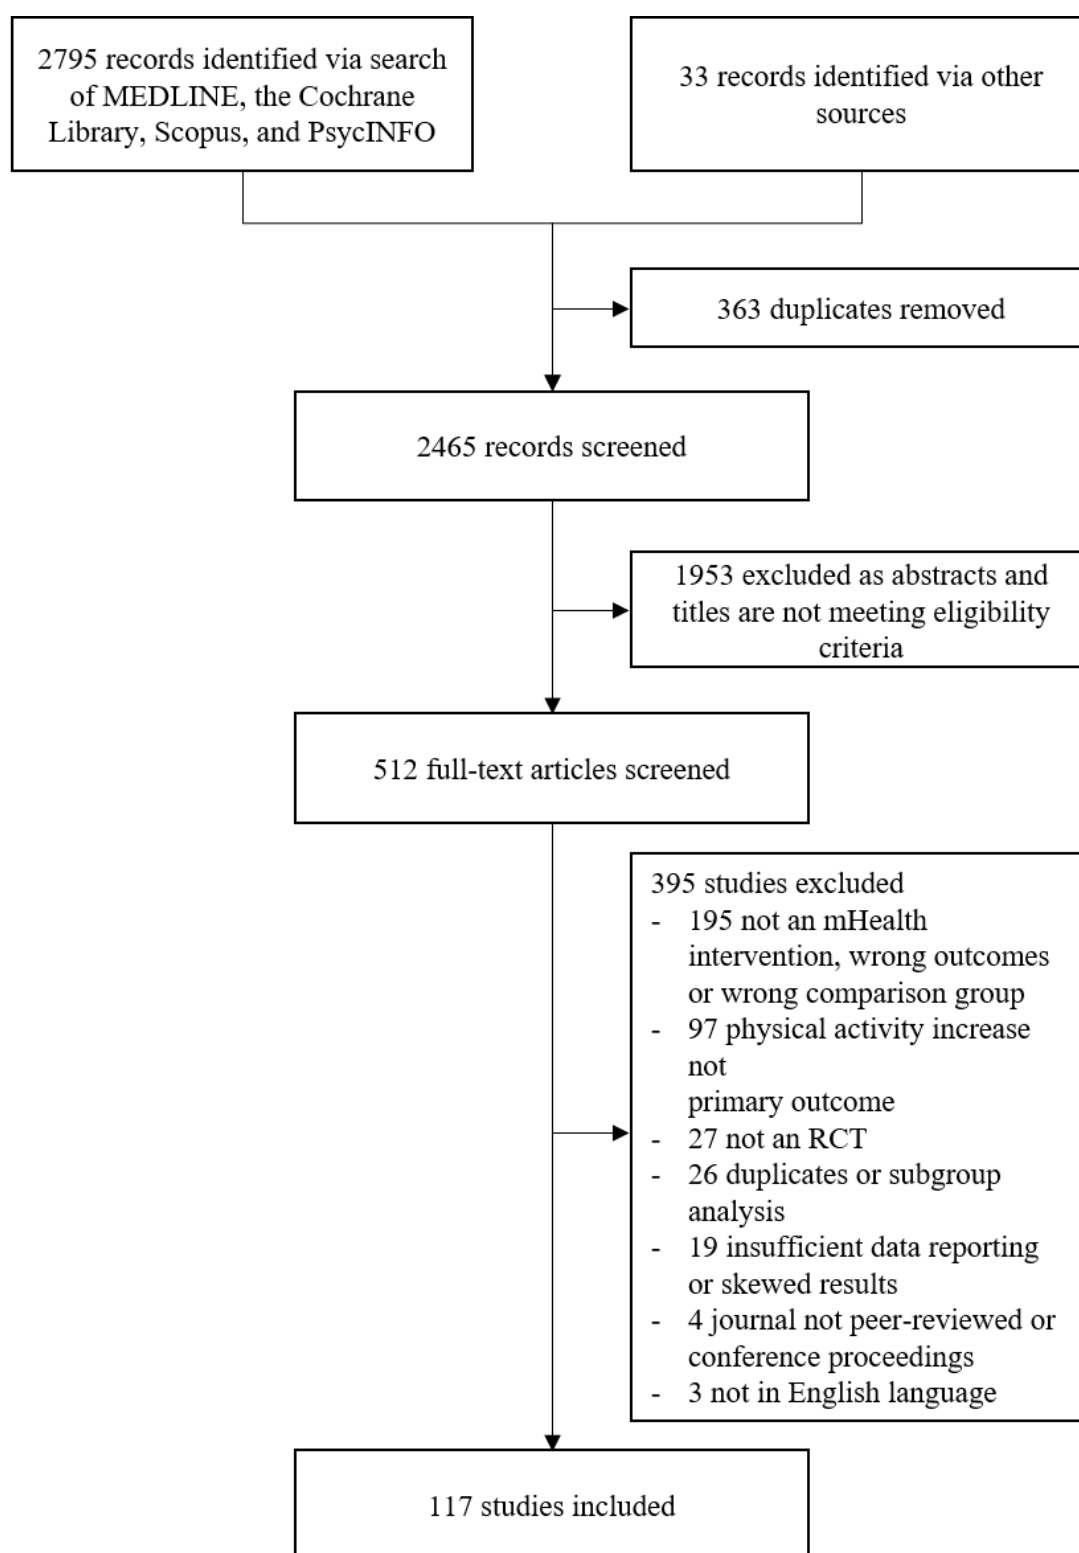 2795 records identified via search
of MEDLINE, the Cochrane
Library, Scopus, and PsycINFO
33 records identified via other
sources
363 duplicates removed
2465 records screened
1953 excluded as abstracts and
titles are not meeting eligibility
criteria
512 full-text articles screened
395 studies excluded
- 195 not an mHealth
intervention, wrong outcomes
or wrong comparison group
- 97 physical activity increase
not
primary outcome
- 27 not an RCT
- 26 duplicates or subgroup
analysis
- 19 insufficient data reporting
or skewed results
- 4 journal not peer-reviewed or
conference proceedings
- 3 not in English language
117 studies included